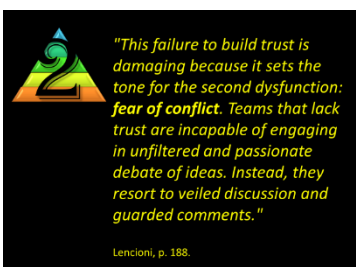 2
"This failure to build trust is
damaging because it sets the
tone for the second dysfunction:
fear of conflict. Teams that lack
trust are incapable of engaging
in unfiltered and passionate
debate of ideas. Instead, they
resort to veiled discussion and
guarded comments."
Lencioni, p. 188.